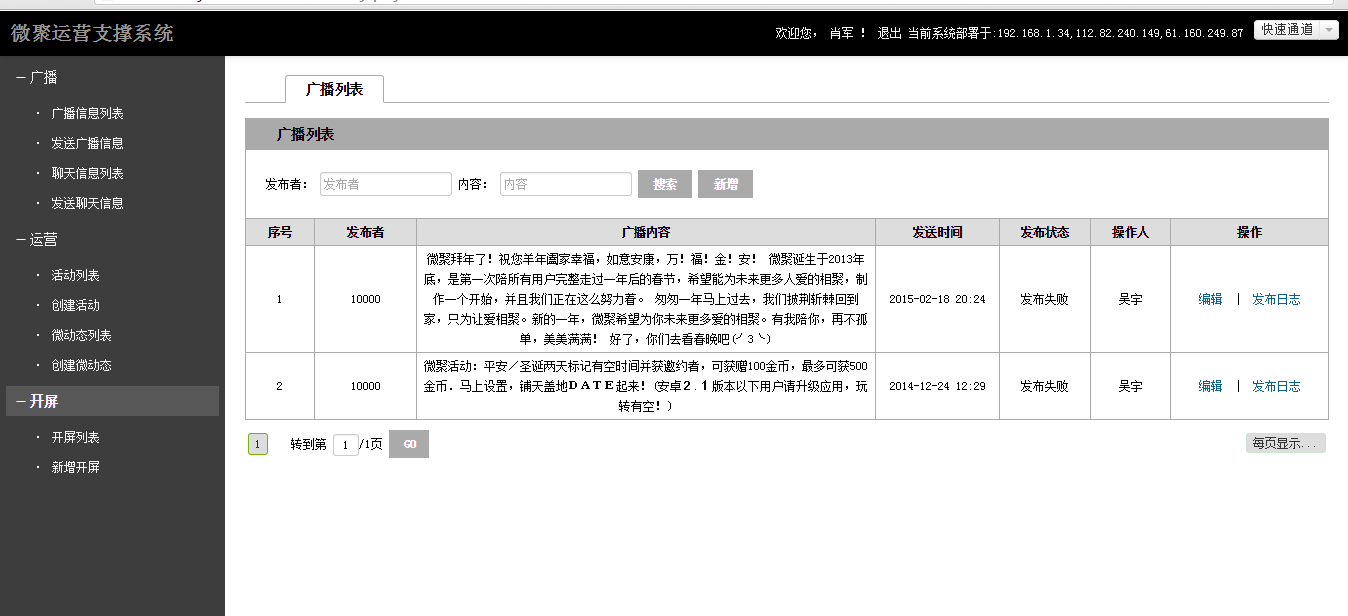 微聚运营支撑系统
欢迎您， 肖军 ！ 退出 当前系统部署于:192.168.1.34,112.82.240.149,61.160.249.87 快速通道
－广播
· 广播信息列表
· 发送广播信息
· 聊天信息列表
· 发送聊天信息
－运营
· 活动列表
· 创建活动
· 微动态列表
· 创建微动态
－开屏
· 开屏列表
· 新增开屏
广播列表
广播列表
发布者： 发布者 内容： 内容 搜索 新增
序号 发布者 广播内容 发送时间 发布状态 操作人 操作
微聚拜年了！祝您羊年阖家幸福，如意安康，万！福！金！安！ 微聚诞生于2013年
底，是第一次陪所有用户完整走过一年后的春节，希望能为未来更多人爱的相聚，制
1 10000 作一个开始，并且我们正在这么努力着。 匆匆一年马上过去，我们披荆斩棘回到 2015-02-18 20:24 发布失败 吴宇 编辑 | 发布日志
家，只为让爱相聚。新的一年，微聚希望为你未来更多爱的相聚。有我陪你，再不孤
单，美美满满！ 好了，你们去看春晚吧(╯3╰)
微聚活动：平安／圣诞两天标记有空时间并获邀约者，可获赠100金币，最多可获500
2 10000 金币．马上设置，铺天盖地ＤＡＴＥ起来！(安卓２．１版本以下用户请升级应用，玩 2014-12-24 12:29 发布失败 吴宇 编辑 | 发布日志
转有空！)
1 转到第 1 /1页 GO 每页显示...